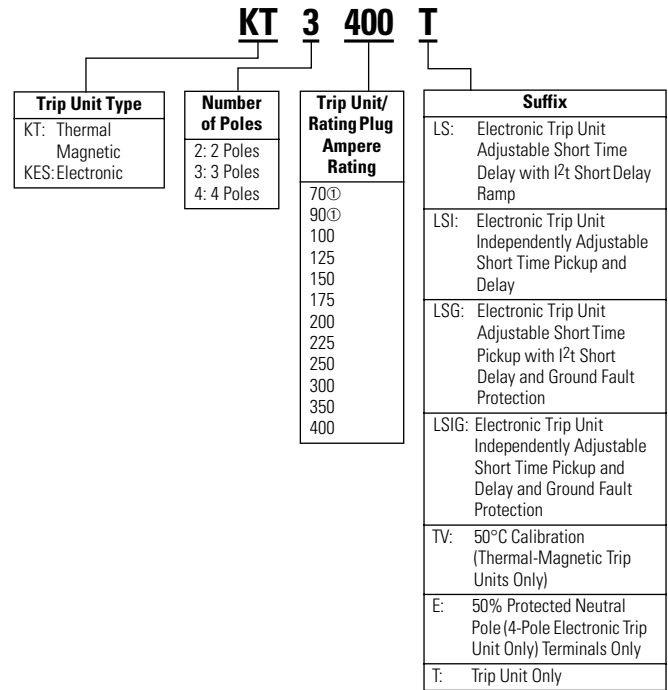 KT 3 400 T
Trip Unit Type
KT: Thermal
Magnetic
KES: Electronic
Number
of Poles
2: 2 Poles
3: 3 Poles
4: 4 Poles
Trip Unit/
Rating Plug
Ampere
Rating
70①
90①
100
125
150
175
200
225
250
300
350
400
Suffix
LS: Electronic Trip Unit
Adjustable Short Time
Delay with I²t Short Delay
Ramp
LSI: Electronic Trip Unit
Independently Adjustable
Short Time Pickup and
Delay
LSG: Electronic Trip Unit
Adjustable Short Time
Pickup with I²t Short
Delay and Ground Fault
Protection
LSIG: Electronic Trip Unit
Independently Adjustable
Short Time Pickup and
Delay and Ground Fault
Protection
TV: 50°C Calibration
(Thermal-Magnetic Trip
Units Only)
E: 50% Protected Neutral
Pole (4-Pole Electronic Trip
Unit Only) Terminals Only
T: Trip Unit Only